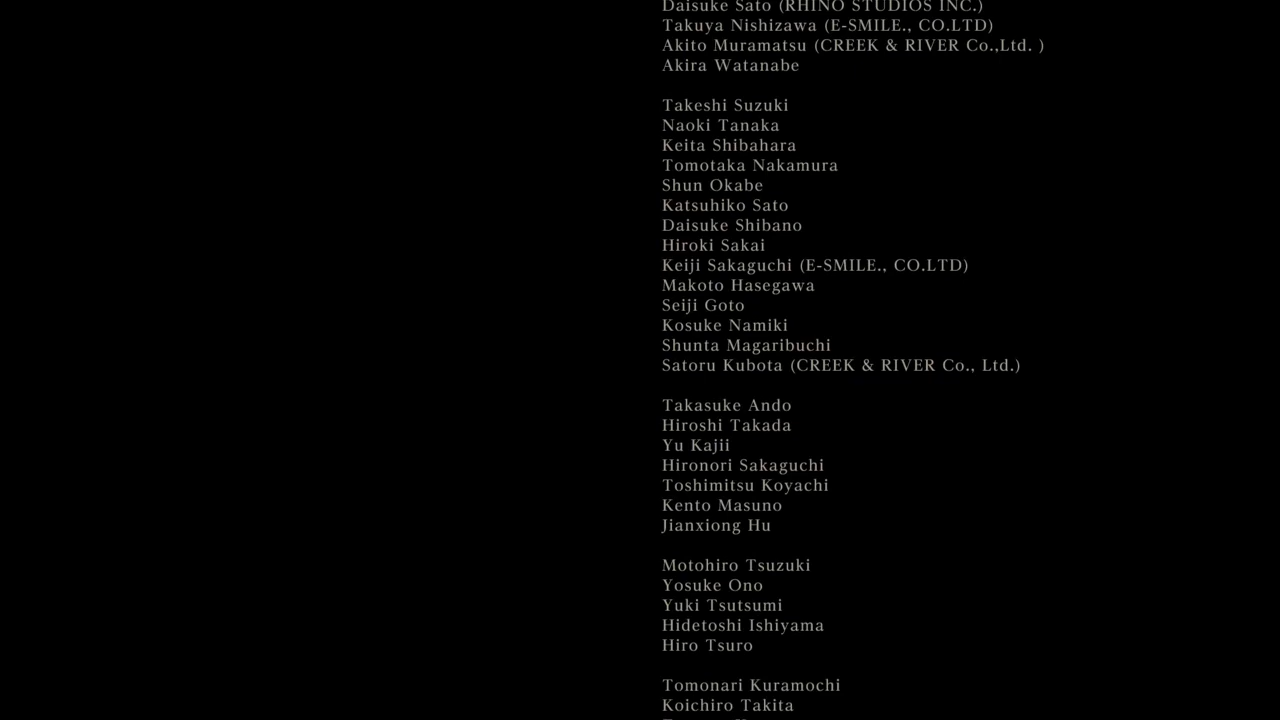 Daisuke Sato (RHINO STUDIOS INC.)
Takuya Nishizawa (E-SMILE., CO.LTD)
Akito Muramatsu (CREEK & RIVER Co.,Ltd. )
Akira Watanabe
Takeshi Suzuki
Naoki Tanaka
Keita Shibahara
Tomotaka Nakamura
Shun Okabe
Katsuhiko Sato
Daisuke Shibano
Hiroki Sakai
Keiji Sakaguchi (E-SMILE., CO.LTD)
Makoto Hasegawa
Seiji Goto
Kosuke Namiki
Shunta Magaribuchi
Satoru Kubota (CREEK & RIVER Co., Ltd.)
Takasuke Ando
Hiroshi Takada
Yu Kajii
Hironori Sakaguchi
Toshimitsu Koyachi
Kento Masuno
Jianxiong Hu
Motohiro Tsuzuki
Yosuke Ono
Yuki Tsutsumi
Hidetoshi Ishiyama
Hiro Tsuro
Tomonari Kuramochi
Koichiro Takita